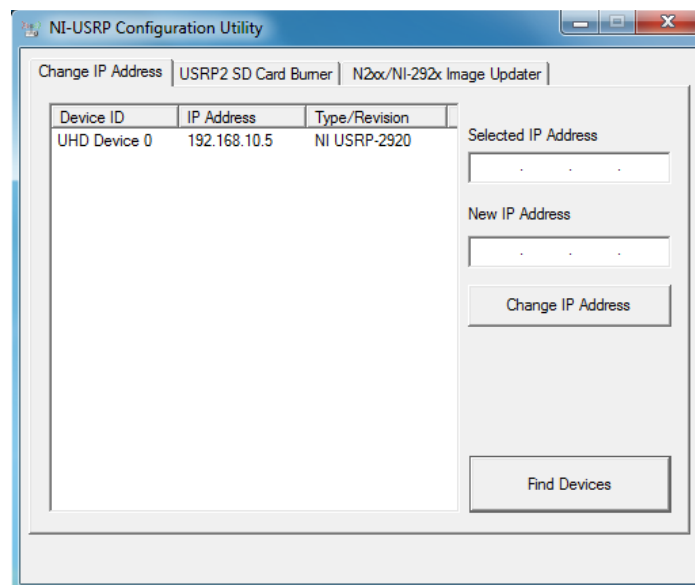 NI-USRP Configuration Utility
Change IP Address USRP2 SD Card Burner N2xx/NI-292x Image Updater
Device ID IP Address Type/Revision
UHD Device 0 192.168.10.5 NI USRP-2920
Selected IP Address
. . .
New IP Address
. . .
Change IP Address
Find Devices